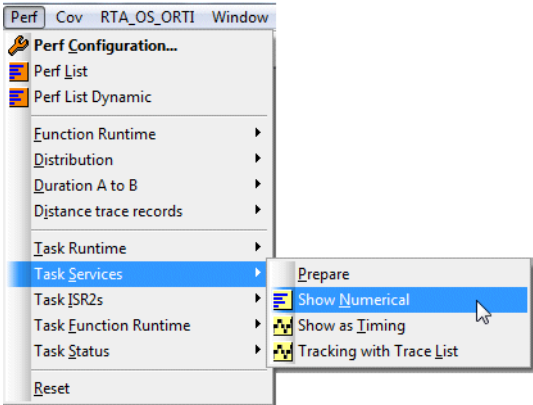 Perf Cov RTA_OS_ORTI Window
Perf Configuration...
Perf List
Perf List Dynamic
Function Runtime
Distribution
Duration A to B
Distance trace records
Task Runtime
Task Services
Prepare
Task ISR2s
Show Numerical
Task Function Runtime
Show as Timing
Task Status
Tracking with Trace List
Reset